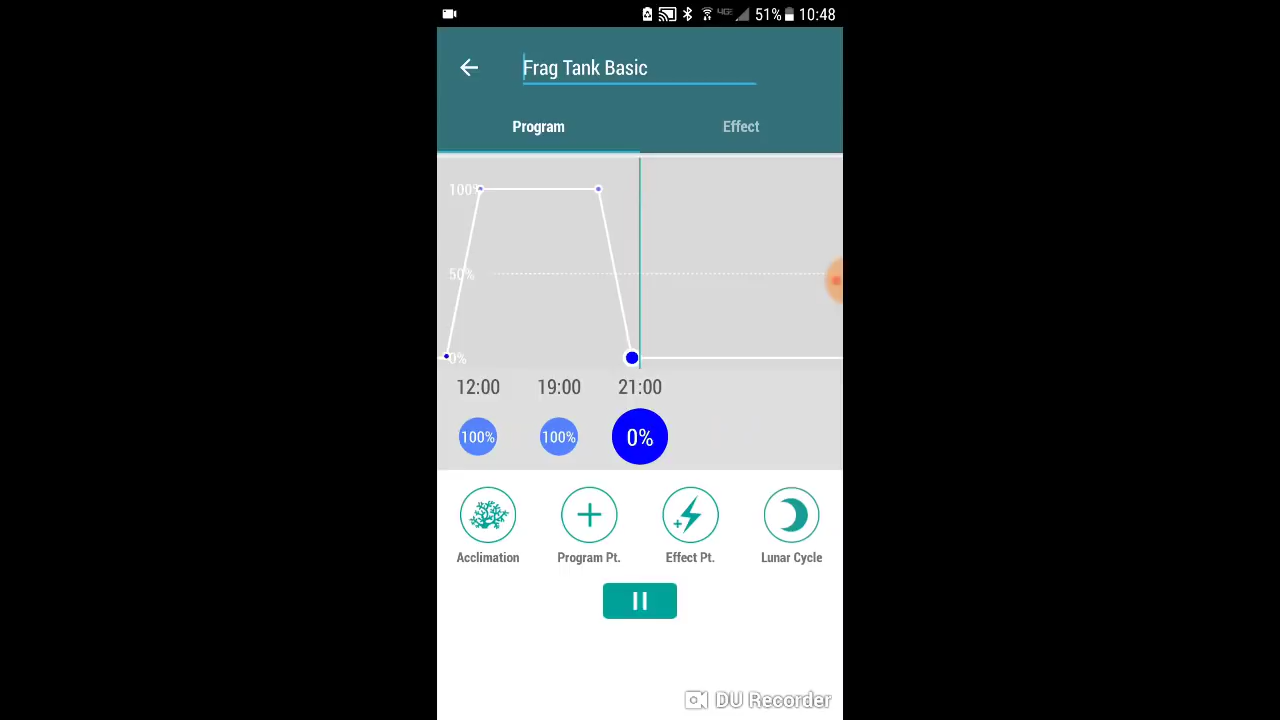 4G 51% 10:48
Frag Tank Basic
Program Effect
100%
50%
0%
12:00 19:00 21:00
100% 100% 0%
Acclimation Program Pt. Effect Pt. Lunar Cycle
DU Recorder